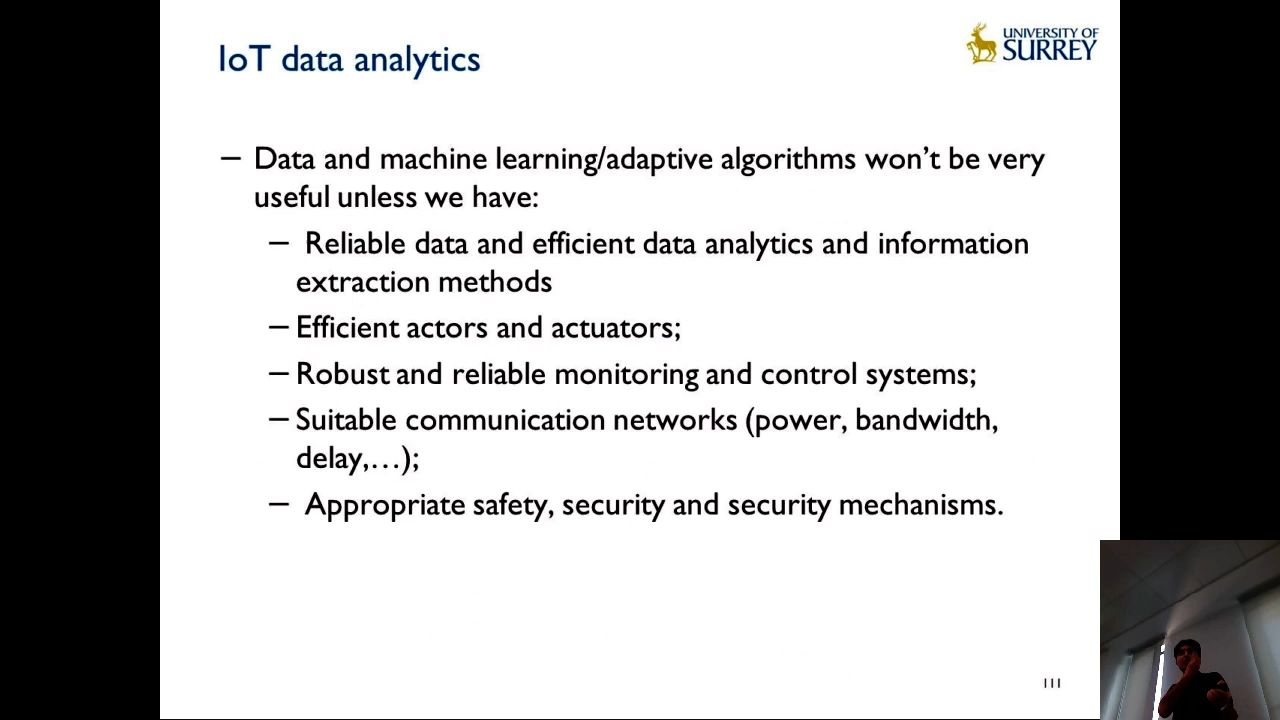 IoT data analytics
UNIVERSITY OF
SURREY
– Data and machine learning/adaptive algorithms won’t be very
useful unless we have:
– Reliable data and efficient data analytics and information
extraction methods
– Efficient actors and actuators;
– Robust and reliable monitoring and control systems;
– Suitable communication networks (power, bandwidth,
delay,…);
– Appropriate safety, security and security mechanisms.
111